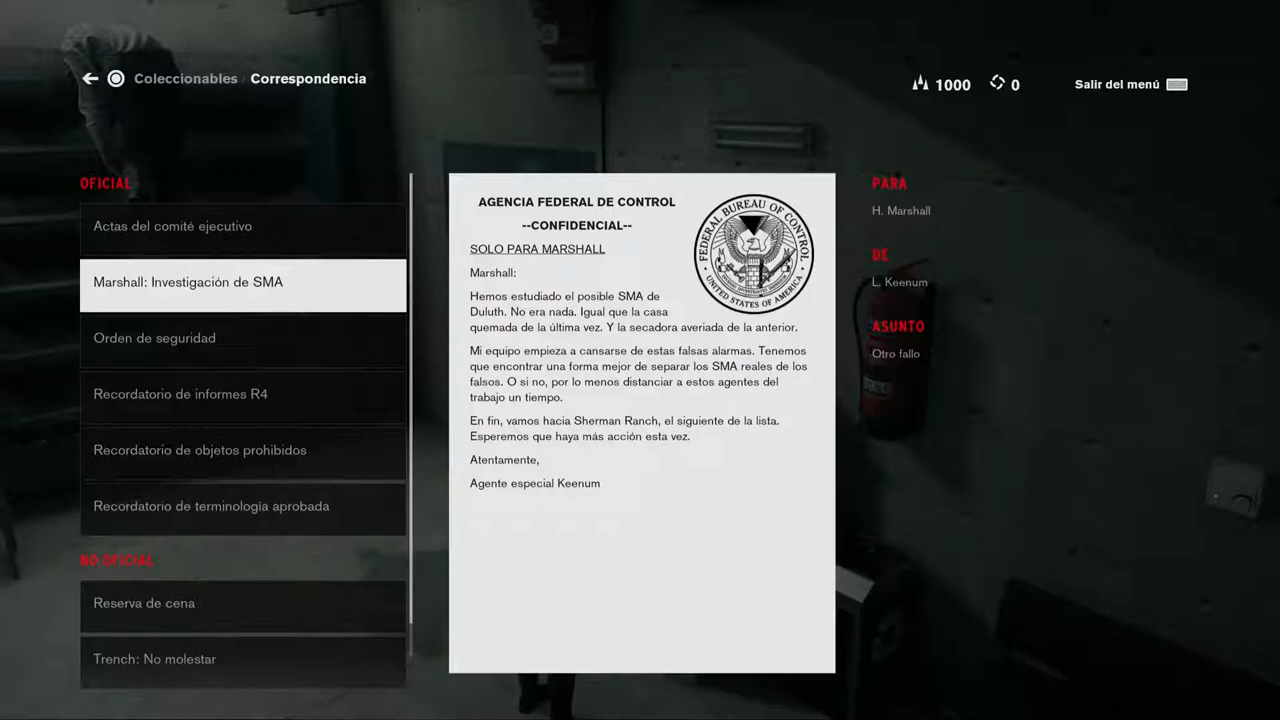 Coleccionables / Correspondencia
1000
0
Salir del menú
OFICIAL
Actas del comité ejecutivo
Marshall: Investigación de SMA
Orden de seguridad
Recordatorio de informes R4
Recordatorio de objetos prohibidos
Recordatorio de terminología aprobada
NO OFICIAL
Reserva de cena
Trench: No molestar
AGENCIA FEDERAL DE CONTROL
--CONFIDENCIAL--
SOLO PARA MARSHALL
Marshall:
Hemos estudiado el posible SMA de
Duluth. No era nada. Igual que la casa
quemada de la última vez. Y la secadora averiada de la anterior.
Mi equipo empieza a cansarse de estas falsas alarmas. Tenemos
que encontrar una forma mejor de separar los SMA reales de los
falsos. O si no, por lo menos distanciar a estos agentes del
trabajo un tiempo.
En fin, vamos hacia Sherman Ranch, el siguiente de la lista.
Esperemos que haya más acción esta vez.
Atentamente,
Agente especial Keenum
FEDERAL BUREAU OF CONTROL
UNITED STATES OF AMERICA
PARA
H. Marshall
DE
L. Keenum
ASUNTO
Otro fallo